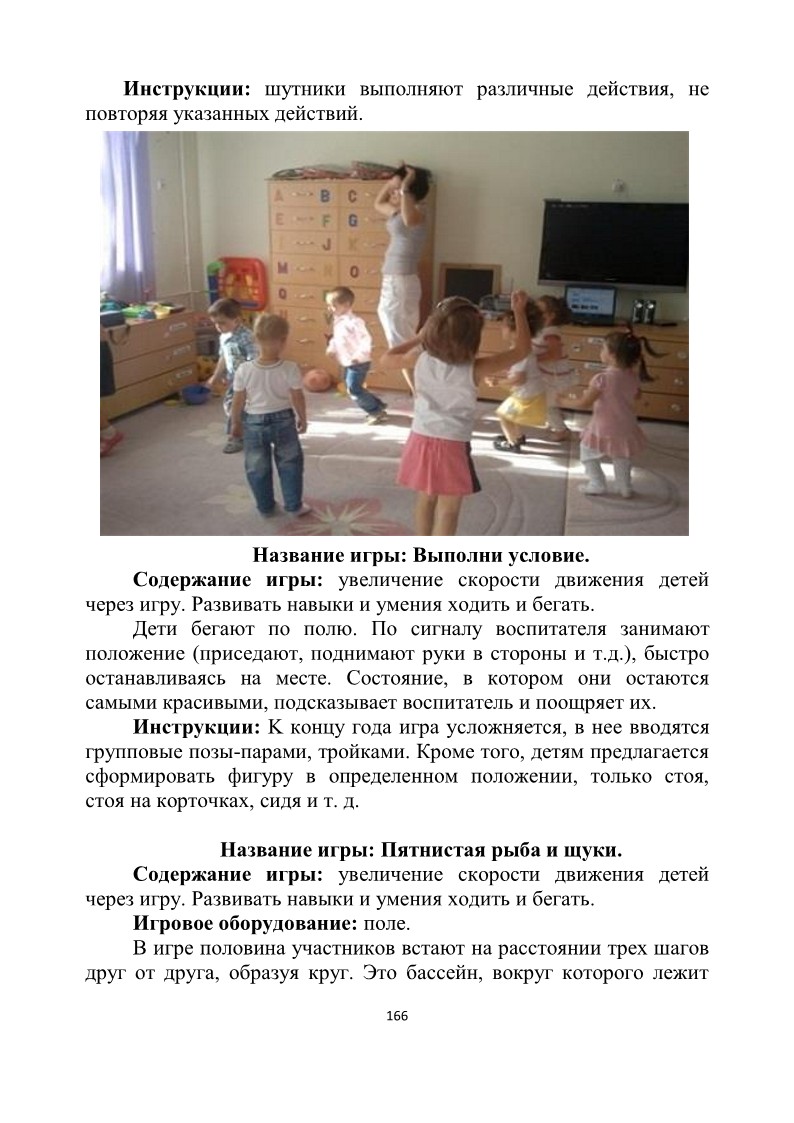 Инструкции: шутники выполняют различные действия, не
повторяя указанных действий.
A B C
E F G
I J K
M N O
Q
U
Название игры: Выполни условие.
Содержание игры: увеличение скорости движения детей
через игру. Развивать навыки и умения ходить и бегать.
Дети бегают по полю. По сигналу воспитателя занимают
положение (приседают, поднимают руки в стороны и т.д.), быстро
останавливаясь на месте. Состояние, в котором они остаются
самыми красивыми, подсказывает воспитатель и поощряет их.
Инструкции: К концу года игра усложняется, в нее вводятся
групповые позы-парами, тройками. Кроме того, детям предлагается
сформировать фигуру в определенном положении, только стоя,
стоя на корточках, сидя и т. д.
Название игры: Пятнистая рыба и щуки.
Содержание игры: увеличение скорости движения детей
через игру. Развивать навыки и умения ходить и бегать.
Игровое оборудование: поле.
В игре половина участников встают на расстоянии трех шагов
друг от друга, образуя круг. Это бассейн, вокруг которого лежит
166